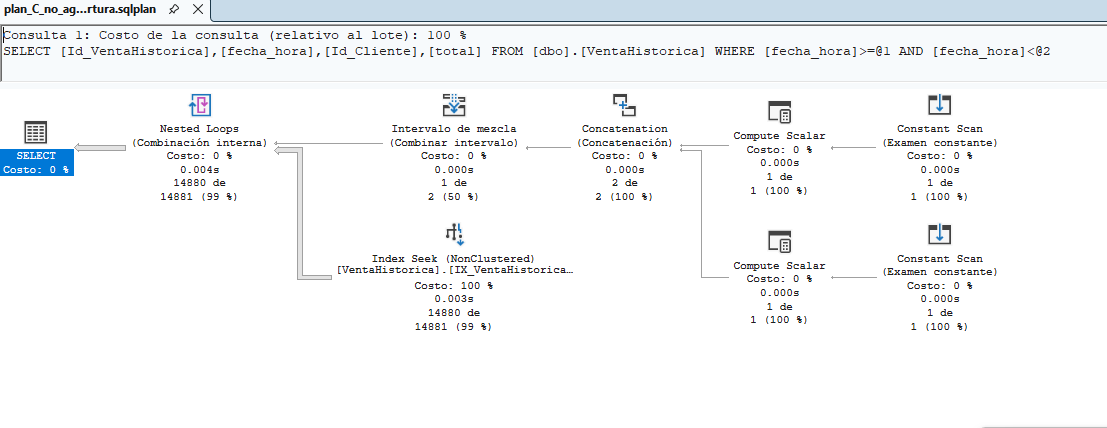 plan_C_no_ag...rtura.sqlplan
Consulta 1: Costo de la consulta (relativo al lote): 100 %
SELECT [Id_VentaHistorica],[fecha_hora],[Id_Cliente],[total] FROM [dbo].[VentaHistorica] WHERE [fecha_hora]>=@1 AND [fecha_hora]<@2
SELECT
Costo: 0 %
Nested Loops
(Combinación interna)
Costo: 0 %
0.004s
14880 de
14881 (99 %)
Intervalo de mezcla
(Combinar intervalo)
Costo: 0 %
0.000s
1 de
2 (50 %)
Concatenation
(Concatenación)
Costo: 0 %
0.000s
2 de
2 (100 %)
Compute Scalar
Costo: 0 %
0.000s
1 de
1 (100 %)
Constant Scan
(Examen constante)
Costo: 0 %
0.000s
1 de
1 (100 %)
Index Seek (NonClustered)
[VentaHistorica].[IX_VentaHistorica…
Costo: 100 %
0.003s
14880 de
14881 (99 %)
Compute Scalar
Costo: 0 %
0.000s
1 de
1 (100 %)
Constant Scan
(Examen constante)
Costo: 0 %
0.000s
1 de
1 (100 %)